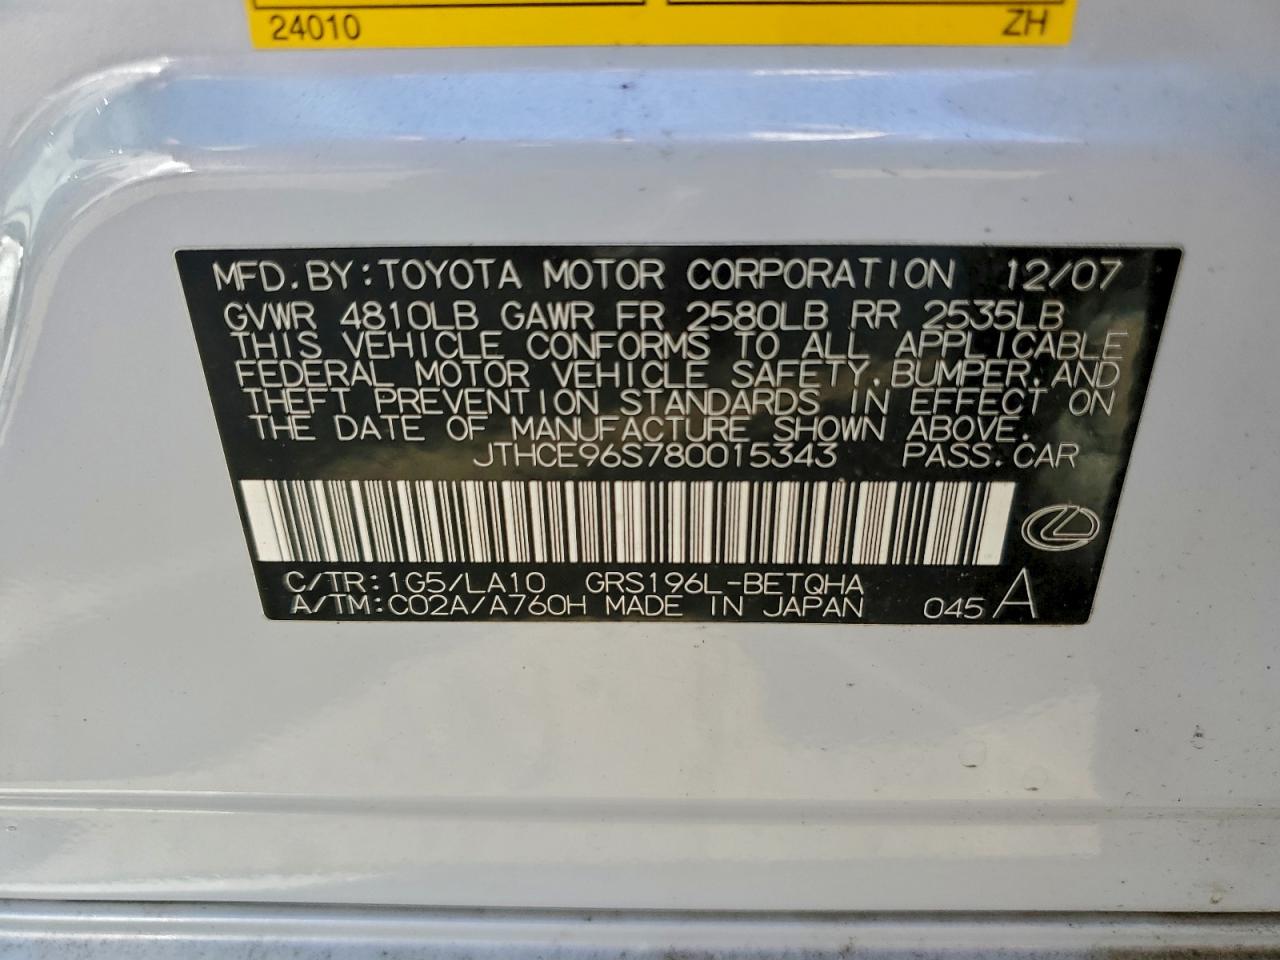 24010 ZH
MFD. BY: TOYOTA MOTOR CORPORATION 12/07
GVWR 4810LB GAWR FR 2580LB RR 2535LB
THIS VEHICLE CONFORMS TO ALL APPLICABLE
FEDERAL MOTOR VEHICLE SAFETY, BUMPER, AND
THEFT PREVENTION STANDARDS IN EFFECT ON
THE DATE OF MANUFACTURE SHOWN ABOVE.
JTHCE96S780015343 PASS. CAR
C/TR: 1G5/LA10 GRS196L-BETQHA
A/TM: C02A/A760H MADE IN JAPAN 045 A